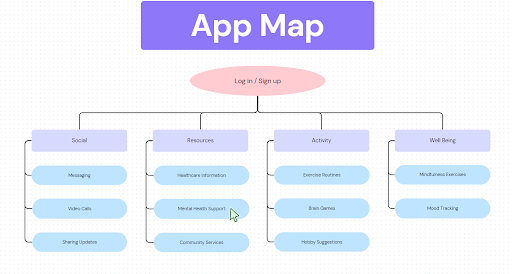 App Map
Log in / Sign up
Social
Resources
Activity
Well Being
Messaging
Healthcare information
Exercise Routines
Mindfulness Exercises
Video Calls
Mental Health Support
Brain Games
Mood Tracking
Sharing Updates
Community Services
Hobby Suggestions